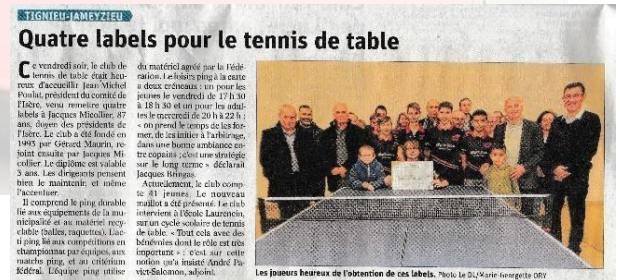 TIGNIEU-JAMEYZIEU
Quatre labels pour le tennis de table
Ce vendredi soir, le club de
tennis de table était heu-
reux d'accueillir Jean-Michel
Poulat, président du comité de
l'Isère, venu remettre quatre
labels à Jacques Micollier, 87
ans, doyen des présidents de
l'Isère. Le club a été fondé en
1993 par Gérard Maurin, re-
joint ensuite par Jacques Mi-
collier. Le diplôme est valable
3 ans. Les dirigeants pensent
bien le maintenir, et même
l'accentuer.
Il comprend le ping durable
lié aux équipements de la mu-
nicipalité et au matériel recy-
clable (balles, raquettes). L'ac-
ti ping lié aux compétitions en
championnat par équipes, aux
matchs ping, et au critérium
fédéral. L'équipe ping utilise
du matériel agréé par la Fédé-
ration. Le loisirs ping à la carte
a deux créneaux : un pour les
jeunes le vendredi de 17 h 30
à 18 h 30 et un pour les adul-
tes le mercredi de 20 h à 22 h :
« on prend le temps de les for-
mer, de les initier à l'arbitrage,
dans une bonne ambiance en-
tre copains ; c'est une stratégie
sur le long terme » déclarait
Jacques Bringas.
Actuellement, le club comp-
te 41 jeunes. Le nouveau
maillot a été présenté. Le club
intervient à l'école Laurencin,
sur un cycle scolaire de tennis
de table. « Tout cela avec des
bénévoles dont le rôle est très
important » : c'est sur cette
notion qu'a insisté André Pa-
viet-Salomon, adjoint.
Les joueurs heureux de l'obtention de ces labels. Photo Le DL/Marie-Georgette DRY